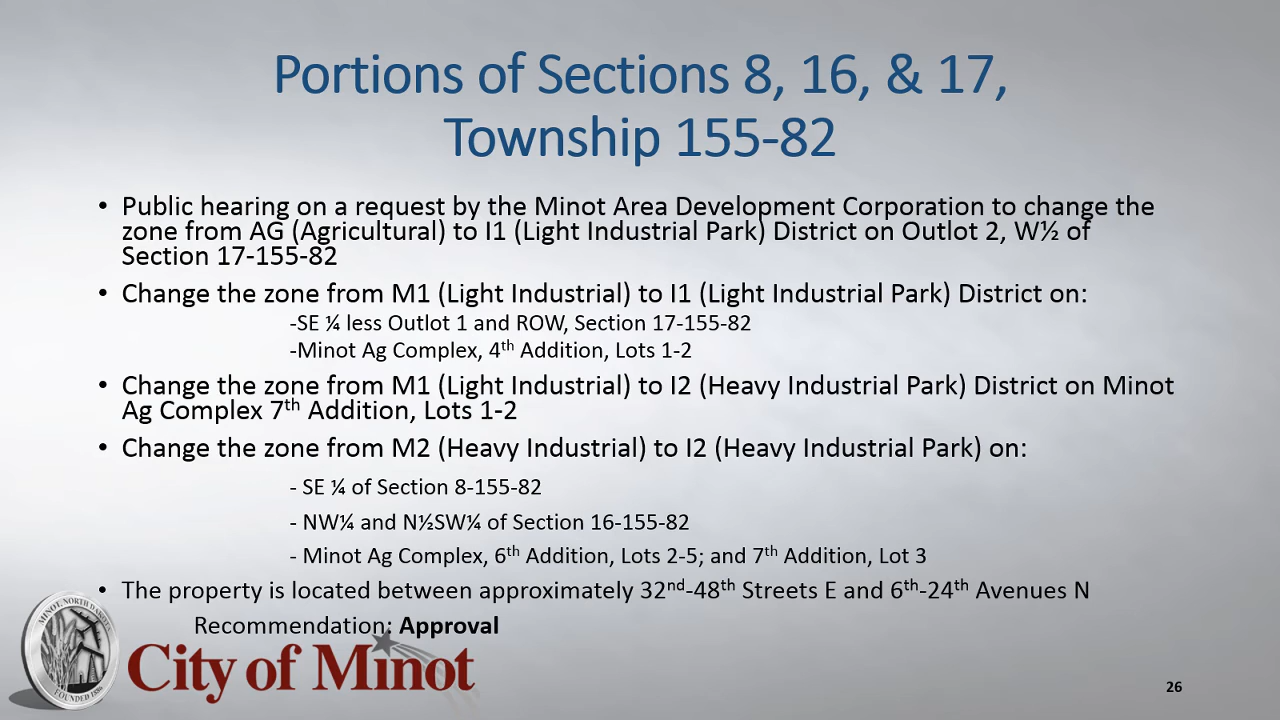 Portions of Sections 8, 16, & 17,
Township 155-82
• Public hearing on a request by the Minot Area Development Corporation to change the
zone from AG (Agricultural) to I1 (Light Industrial Park) District on Outlot 2, W½ of
Section 17-155-82
• Change the zone from M1 (Light Industrial) to I1 (Light Industrial Park) District on:
-SE ¼ less Outlot 1 and ROW, Section 17-155-82
-Minot Ag Complex, 4th Addition, Lots 1-2
• Change the zone from M1 (Light Industrial) to I2 (Heavy Industrial Park) District on Minot
Ag Complex 7th Addition, Lots 1-2
• Change the zone from M2 (Heavy Industrial) to I2 (Heavy Industrial Park) on:
- SE ¼ of Section 8-155-82
- NW¼ and N½SW¼ of Section 16-155-82
- Minot Ag Complex, 6th Addition, Lots 2-5; and 7th Addition, Lot 3
• The property is located between approximately 32nd-48th Streets E and 6th-24th Avenues N
Recommendation: Approval
MINOT, NORTH DAKOTA
FOUNDED 1886
City of Minot
26